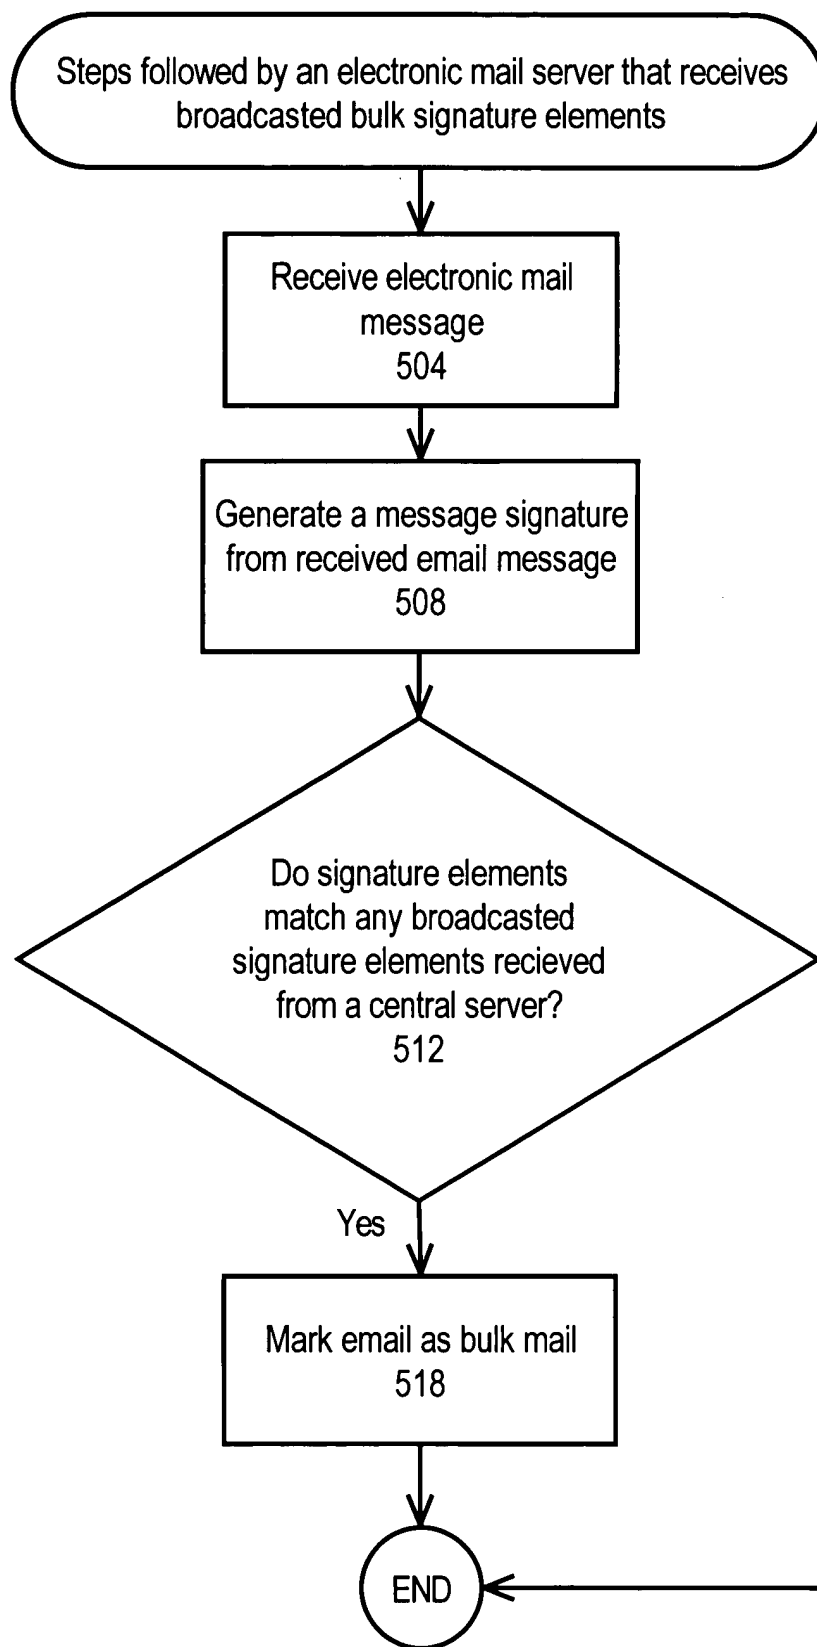 Steps followed by an electronic mail server that receives
broadcasted bulk signature elements
Receive electronic mail
message
504
Generate a message signature
from received email message
508
Do signature elements
match any broadcasted
signature elements recieved
from a central server?
512
Yes
Mark email as bulk mail
518
END